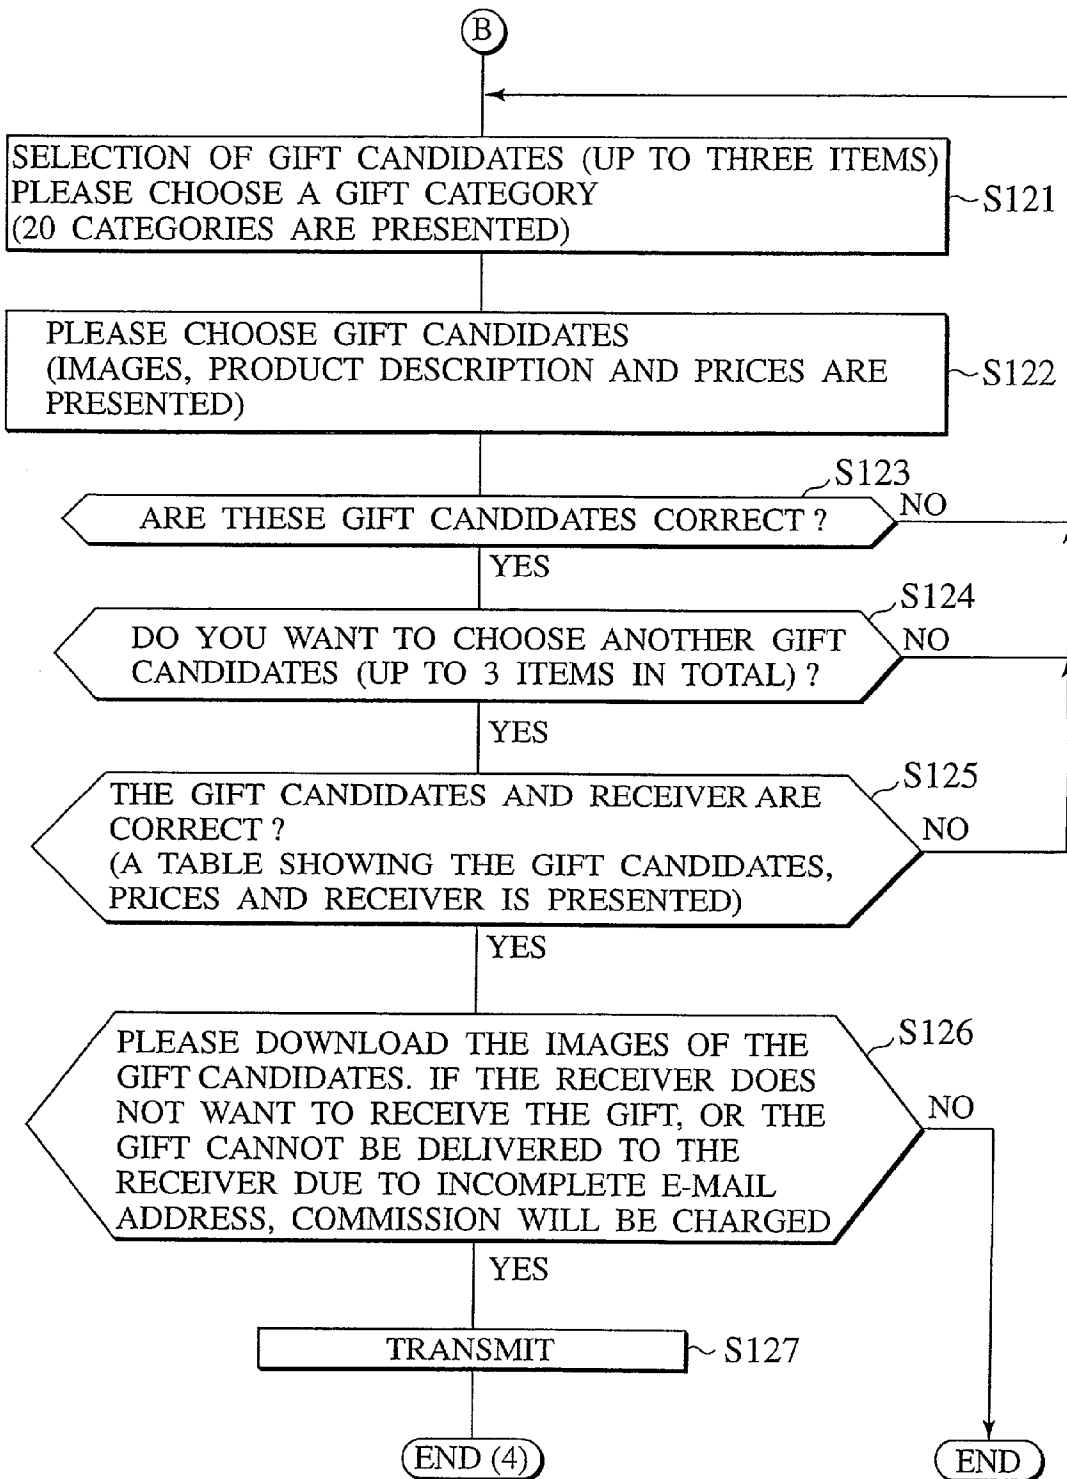 B
SELECTION OF GIFT CANDIDATES (UP TO THREE ITEMS)
PLEASE CHOOSE A GIFT CATEGORY
(20 CATEGORIES ARE PRESENTED)
S121
PLEASE CHOOSE GIFT CANDIDATES
(IMAGES, PRODUCT DESCRIPTION AND PRICES ARE
PRESENTED)
S122
S123
ARE THESE GIFT CANDIDATES CORRECT ?
NO
YES
S124
DO YOU WANT TO CHOOSE ANOTHER GIFT
CANDIDATES (UP TO 3 ITEMS IN TOTAL) ?
NO
YES
S125
THE GIFT CANDIDATES AND RECEIVER ARE
CORRECT ?
(A TABLE SHOWING THE GIFT CANDIDATES,
PRICES AND RECEIVER IS PRESENTED)
NO
YES
S126
PLEASE DOWNLOAD THE IMAGES OF THE
GIFT CANDIDATES. IF THE RECEIVER DOES
NOT WANT TO RECEIVE THE GIFT, OR THE
GIFT CANNOT BE DELIVERED TO THE
RECEIVER DUE TO INCOMPLETE E-MAIL
ADDRESS, COMMISSION WILL BE CHARGED
NO
YES
TRANSMIT
S127
END (4)
END